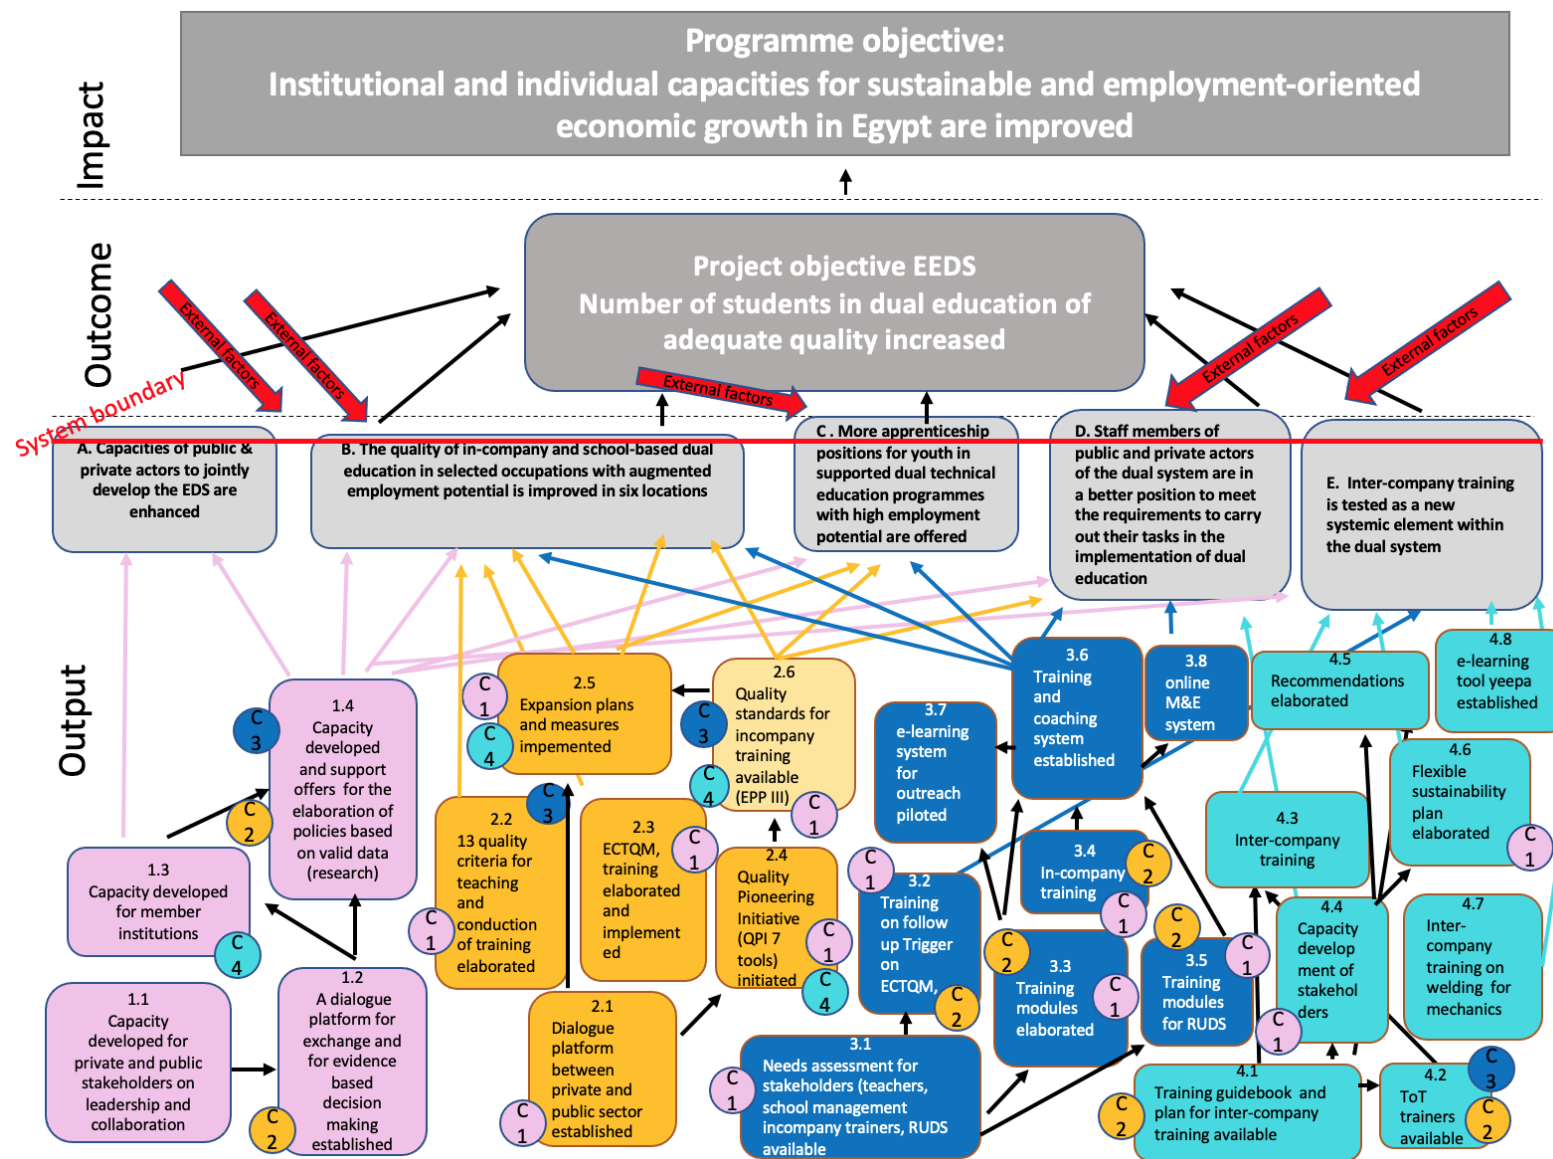 Programme objective:
Institutional and individual capacities for sustainable and employment-oriented
economic growth in Egypt are improved
Impact
Project objective EEDS
Number of students in dual education of
adequate quality increased
Outcome
External factors
External factors
External factors
External factors
External factors
System boundary
A. Capacities of public &
private actors to jointly
develop the EDS are
enhanced
B. The quality of in-company and school-based dual
education in selected occupations with augmented
employment potential is improved in six locations
C . More apprenticeship
positions for youth in
supported dual technical
education programmes
with high employment
potential are offered
D. Staff members of
public and private actors
of the dual system are in
a better position to meet
the requirements to carry
out their tasks in the
implementation of dual
education
E. Inter-company training
is tested as a new
systemic element within
the dual system
Output
1.4
Capacity
developed
and support
offers for the
elaboration of
policies based
on valid data
(research)
C
3
C
2
1.3
Capacity developed
for member
institutions
C
4
1.1
Capacity
developed for
private and public
stakeholders on
leadership and
collaboration
1.2
A dialogue
platform for
exchange and
for evidence
based
decision
making
established
C
2
2.5
Expansion plans
and measures
impemented
C
1
C
4
C
3
2.6
Quality
standards for
incompany
training
available
(EPP III)
C
3
C
4
C
1
2.2
13 quality
criteria for
teaching
and
conduction
of training
elaborated
C
1
2.3
ECTQM,
training
elaborated
and
implement
ed
C
1
2.4
Quality
Pioneering
Initiative
(QPI 7
tools)
initiated
C
1
C
4
2.1
Dialogue
platform
between
private and
public sector
established
C
1
3.6
Training
and
coaching
system
established
3.8
online
M&E
system
3.7
e-learning
system
for
outreach
piloted
3.4
In-company
training
C
2
C
1
3.2
Training
on follow
up Trigger
on
ECTQM,
C
1
C
2
3.3
Training
modules
elaborated
C
2
C
1
3.5
Training
modules
for RUDS
C
2
C
1
3.1
Needs assessment for
stakeholders (teachers,
school management
incompany trainers, RUDS
available
C
1
4.5
Recommendations
elaborated
4.8
e-learning
tool yeepa
established
4.6
Flexible
sustainability
plan
elaborated
C
1
4.3
Inter-company
training
4.4
Capacity
develop
ment of
stakehol
ders
C
1
4.7
Inter-
company
training on
welding for
mechanics
4.1
Training guidebook and
plan for inter-company
training available
C
2
4.2
ToT
trainers
available
C
3
C
2